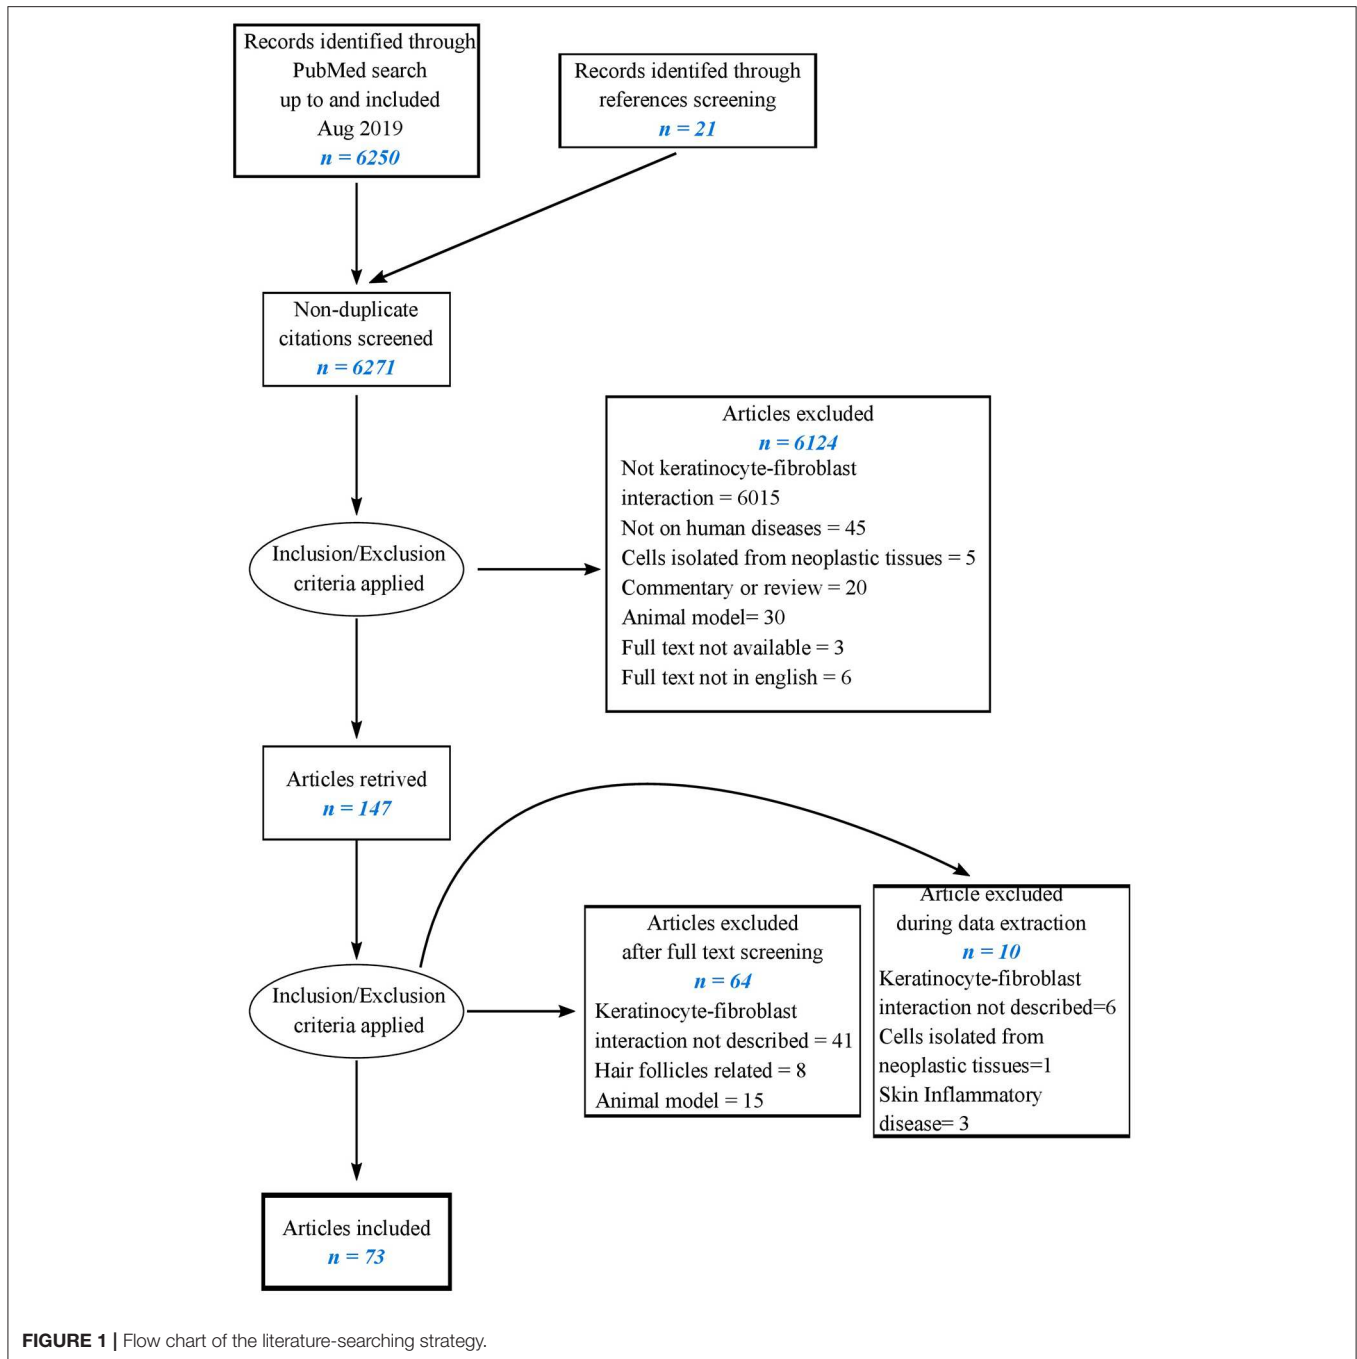 Records identified through
PubMed search
up to and included
Aug 2019
n = 6250
Records identifed through
references screening
n = 21
Non-duplicate
citations screened
n = 6271
Articles excluded
n = 6124
Not keratinocyte-fibroblast
interaction = 6015
Not on human diseases = 45
Cells isolated from neoplastic tissues = 5
Commentary or review = 20
Animal model= 30
Full text not available = 3
Full text not in english = 6
Inclusion/Exclusion
criteria applied
Articles retrived
n = 147
Inclusion/Exclusion
criteria applied
Articles excluded
after full text screening
n = 64
Keratinocyte-fibroblast
interaction not described = 41
Hair follicles related = 8
Animal model = 15
Article excluded
during data extraction
n = 10
Keratinocyte-fibroblast
interaction not described=6
Cells isolated from
neoplastic tissues=1
Skin Inflammatory
disease= 3
Articles included
n = 73
FIGURE 1 | Flow chart of the literature-searching strategy.